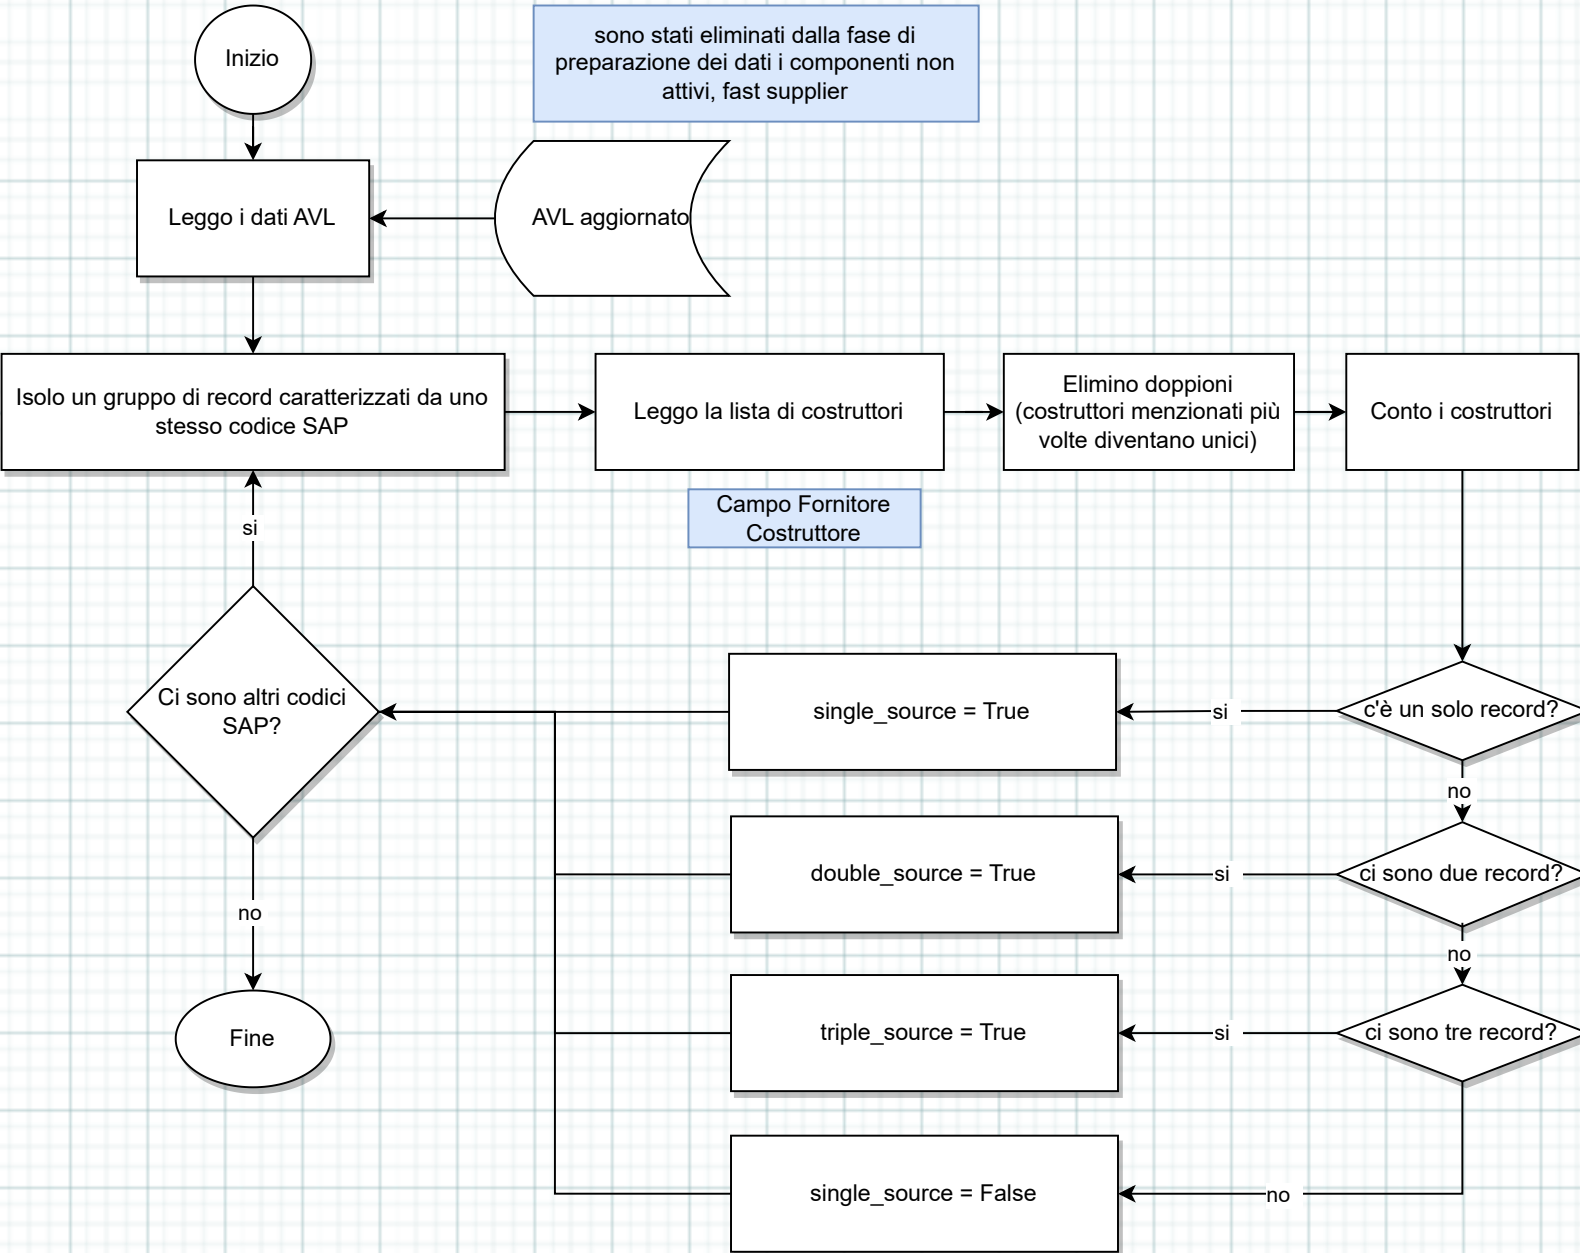 Inizio
sono stati eliminati dalla fase di
preparazione dei dati i componenti non
attivi, fast supplier
Leggo i dati AVL
AVL aggiornato
Isolo un gruppo di record caratterizzati da uno
stesso codice SAP
Leggo la lista di costruttori
Elimino doppioni
(costruttori menzionati più
volte diventano unici)
Conto i costruttori
Campo Fornitore
Costruttore
si
Ci sono altri codici
SAP?
single_source = True
si
c'è un solo record?
no
double_source = True
si
ci sono due record?
no
no
Fine
triple_source = True
si
ci sono tre record?
single_source = False
no